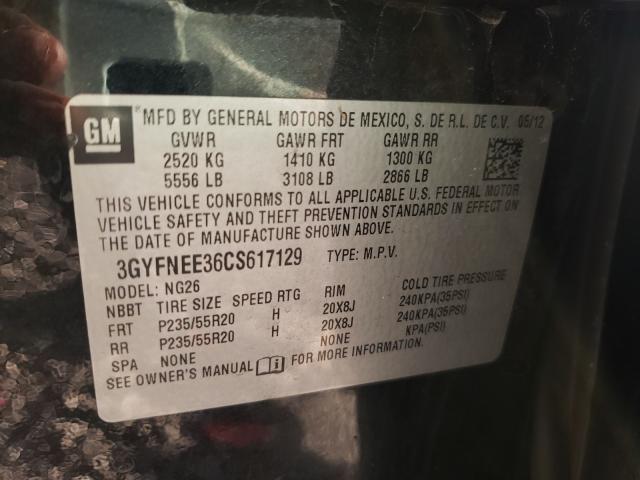 GM
MFD BY GENERAL MOTORS DE MEXICO, S. DE R.L. DE C.V. 05/12
GVWR GAWR FRT GAWR RR
2520 KG 1410 KG 1300 KG
5556 LB 3108 LB 2866 LB
THIS VEHICLE CONFORMS TO ALL APPLICABLE U.S. FEDERAL MOTOR
VEHICLE SAFETY AND THEFT PREVENTION STANDARDS IN EFFECT ON
THE DATE OF MANUFACTURE SHOWN ABOVE.
3GYFNEE36CS617129 TYPE: M.P.V.
MODEL: NG26
NBBT TIRE SIZE SPEED RTG RIM COLD TIRE PRESSURE
FRT P235/55R20 H 20X8J 240KPA(35PSI)
RR P235/55R20 H 20X8J 240KPA(35PSI)
SPA NONE NONE KPA(PSI)
SEE OWNER'S MANUAL FOR MORE INFORMATION.